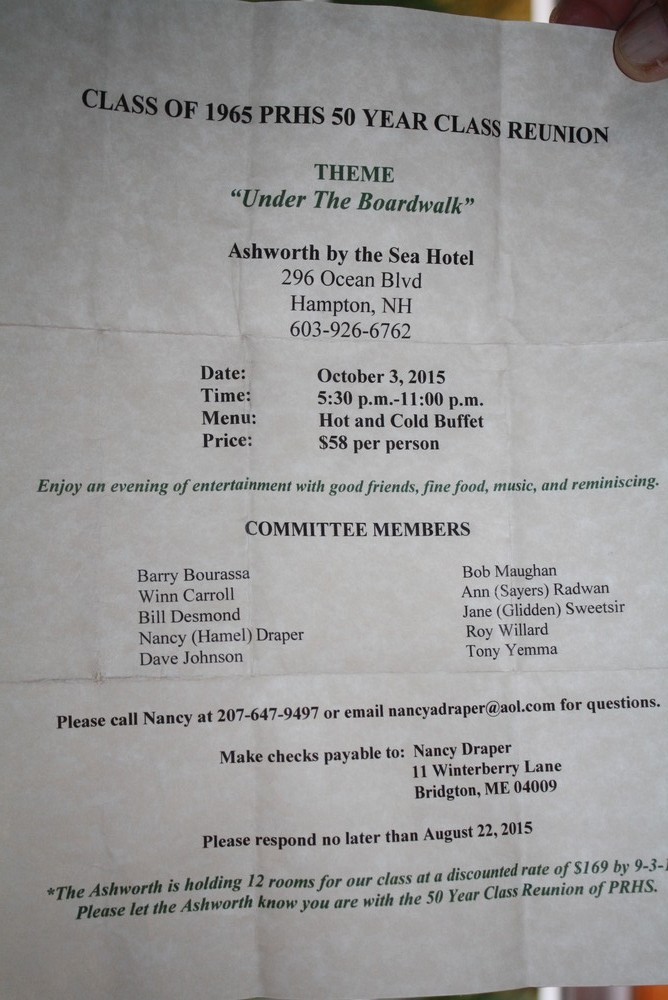 CLASS OF 1965 PRHS 50 YEAR CLASS REUNION
THEME
“Under The Boardwalk”
Ashworth by the Sea Hotel
296 Ocean Blvd
Hampton, NH
603-926-6762
Date: October 3, 2015
Time: 5:30 p.m.-11:00 p.m.
Menu: Hot and Cold Buffet
Price: $58 per person
Enjoy an evening of entertainment with good friends, fine food, music, and reminiscing.
COMMITTEE MEMBERS
Barry Bourassa Bob Maughan
Winn Carroll Ann (Sayers) Radwan
Bill Desmond Jane (Glidden) Sweetsir
Nancy (Hamel) Draper Roy Willard
Dave Johnson Tony Yemma
Please call Nancy at 207-647-9497 or email nancyadraper@aol.com for questions.
Make checks payable to: Nancy Draper
11 Winterberry Lane
Bridgton, ME 04009
Please respond no later than August 22, 2015
*The Ashworth is holding 12 rooms for our class at a discounted rate of $169 by 9-3-
Please let the Ashworth know you are with the 50 Year Class Reunion of PRHS.